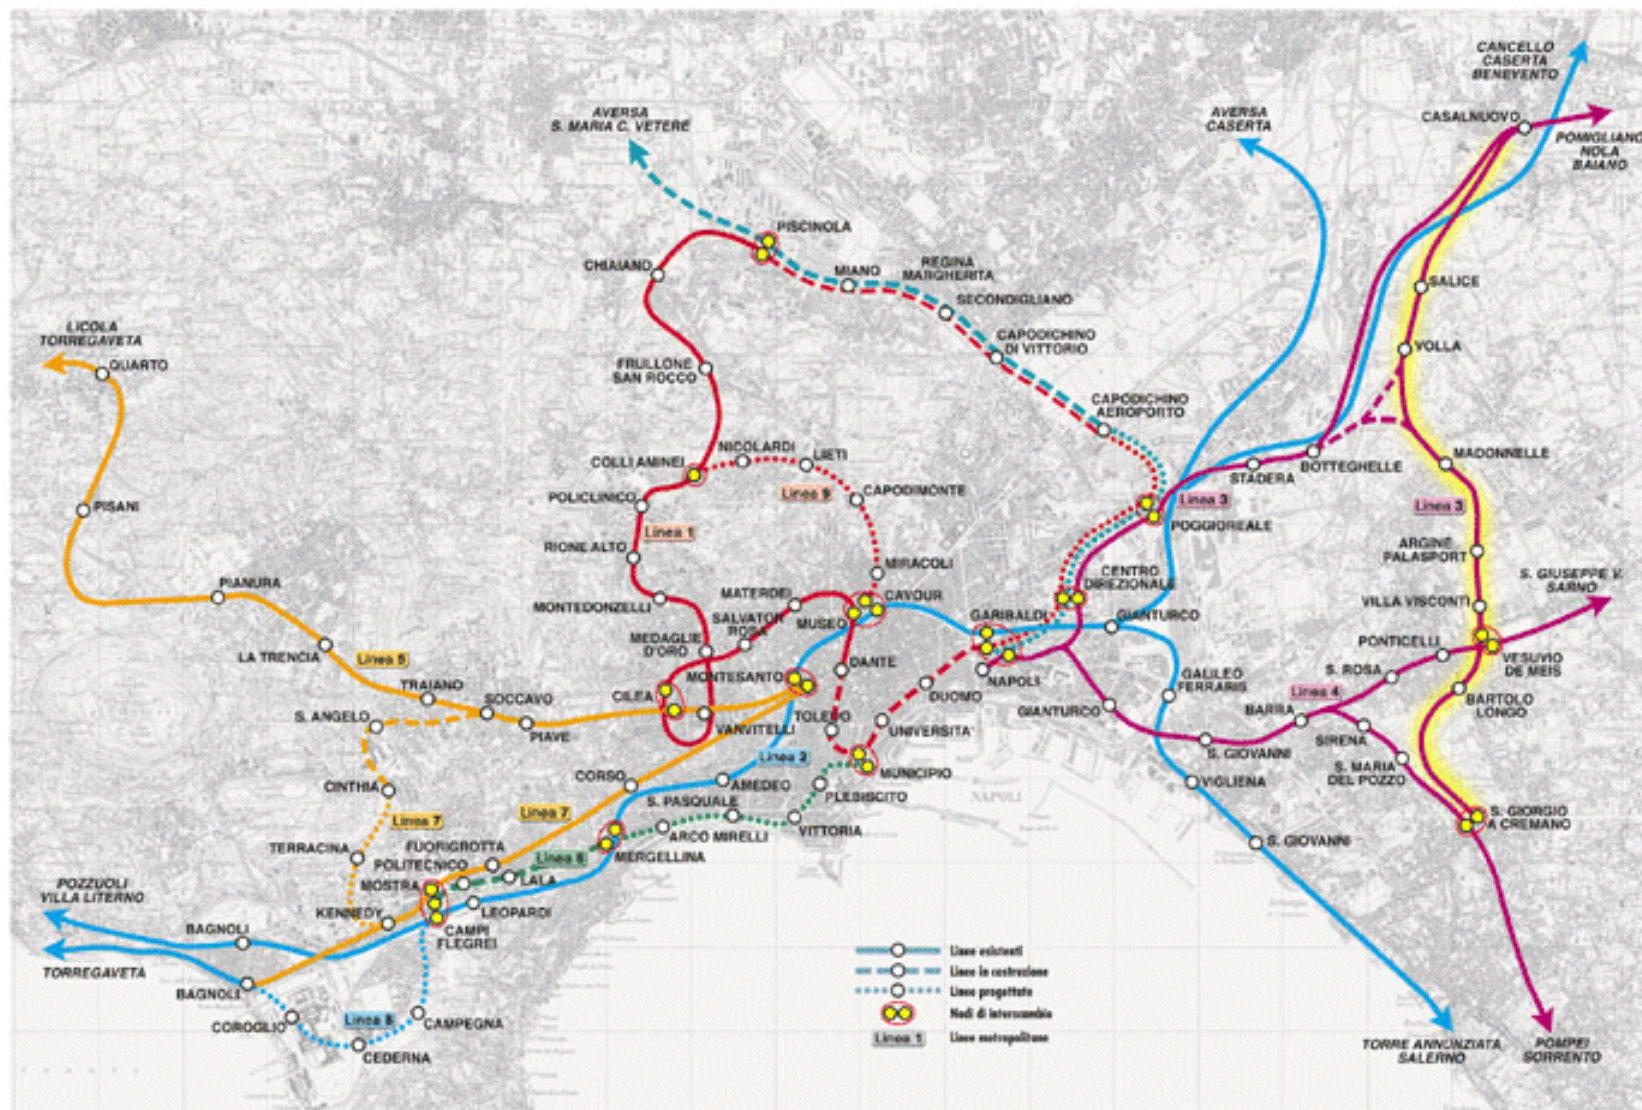 CANCELLO
CASERTA
BENEVENTO
AVERSA
S. MARIA C. VETERE
AVERSA
CASERTA
CASALNUOVO
POMIGLIANO
NOLA
BAIANO
PISCINOLA
CHIAIANO
MIANO
REGINA
MARGHERITA
SECONDIGLIANO
SALICE
LICOLA
TORREGAVETA
QUARTO
CAPODICHINO
DI VITTORIO
VOLLA
FRULLONE
SAN ROCCO
CAPODICHINO
AEROPORTO
NICOLARDI
LIETI
COLLI AMINEI
BOTTEGHELLE
MADONNELLE
STADERA
POLICLINICO
Linea 9
CAPODIMONTE
Linea 3
Linea 3
PISANI
Linea 1
POGGIOREALE
RIONE ALTO
ARGINE
PALASPORT
MIRACOLI
CENTRO
DIREZIONALE
S. GIUSEPPE V.
SARNO
PIANURA
MONTEDONZELLI
MATERDEI
CAVOUR
MUSEO
SALVATOR
ROSA
GARIBALDI
GIANTURCO
VILLA VISCONTI
MEDAGLIE
D'ORO
PONTICELLI
VESUVIO
DE MEIS
LA TRENCIA
Linea 5
DANTE
NAPOLI
S. ROSA
MONTESANTO
GALILEO
FERRARIS
TRAIANO
SOCCAVO
CILEA
DUOMO
Linea 4
BARTOLO
LONGO
S. ANGELO
PIAVE
VANVITELLI
TOLEDO
UNIVERSITA'
GIANTURCO
BARRA
SIRENA
S. GIOVANNI
Linea 2
S. MARIA
DEL POZZO
CINTHIA
CORSO
AMEDEO
MUNICIPIO
VIGLIENA
PLEBISCITO
NAPOLI
Linea 7
Linea 7
S. PASQUALE
VITTORIA
ARCO MIRELLI
S. GIORGIO
A CREMANO
TERRACINA
FUORIGROTTA
POLITECNICO
Linea 6
MERGELLINA
S. GIOVANNI
POZZUOLI
VILLA LITERNO
MOSTRA
LALA
KENNEDY
LEOPARDI
BAGNOLI
CAMPI
FLEGREI
TORREGAVETA
BAGNOLI
COROGLIO
Linea 8
CAMPEGNA
CEDERNA
Linee esistenti
Linee in costruzione
Linee progettate
Nodi di interscambio
Linea 1
Linee metropolitane
TORRE ANNUNZIATA
SALERNO
POMPEI
SORRENTO